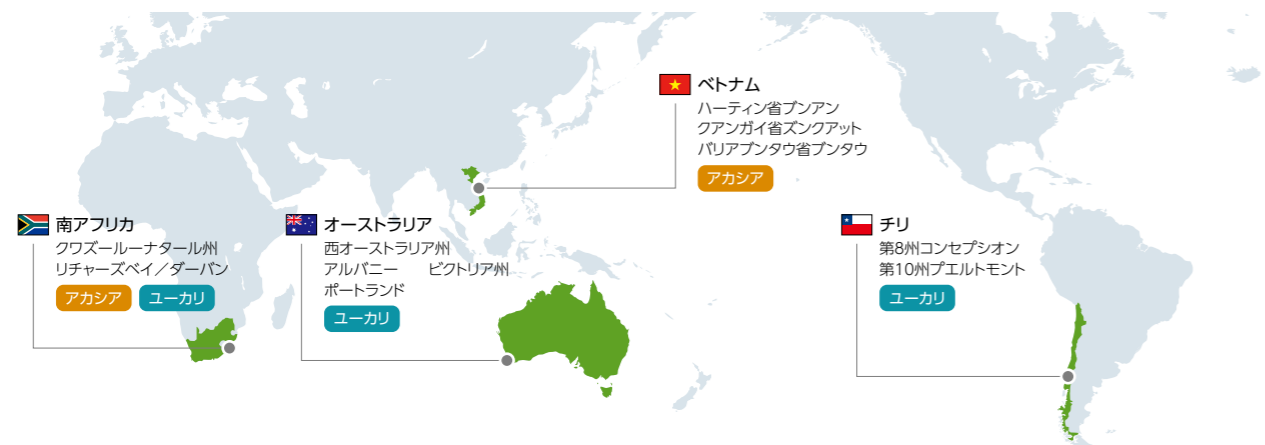 ベトナム
ハーティン省ブンアン
クアンガイ省ズンクアット
バリアブンタウ省ブンタウ
アカシア
南アフリカ
クワズールーナタール州
リチャーズベイ／ダーバン
アカシア ユーカリ
オーストラリア
西オーストラリア州
アルバニー ビクトリア州
ポートランド
ユーカリ
チリ
第8州コンセプシオン
第10州プエルトモント
ユーカリ